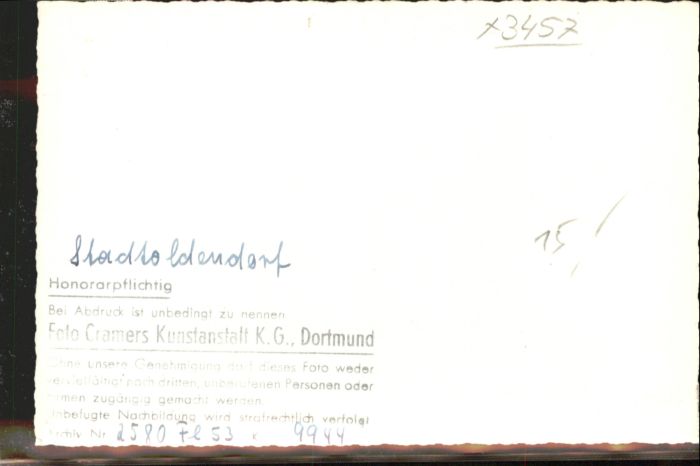 x3457
Stadtoldendorf
15,/
Honorarpflichtig
Bei Abdruck ist unbedingt zu nennen
Foto Cramers Kunstanstalt K.G., Dortmund
Ohne unsere Genehmigung darf dieses Foto weder
vervielfältigt noch dritten, unberufenen Personen oder
Firmen zugängig gemacht werden.
Unbefugte Nachbildung wird strafrechtlich verfolgt
Archiv Nr. 2580 Fl 53 K 9944